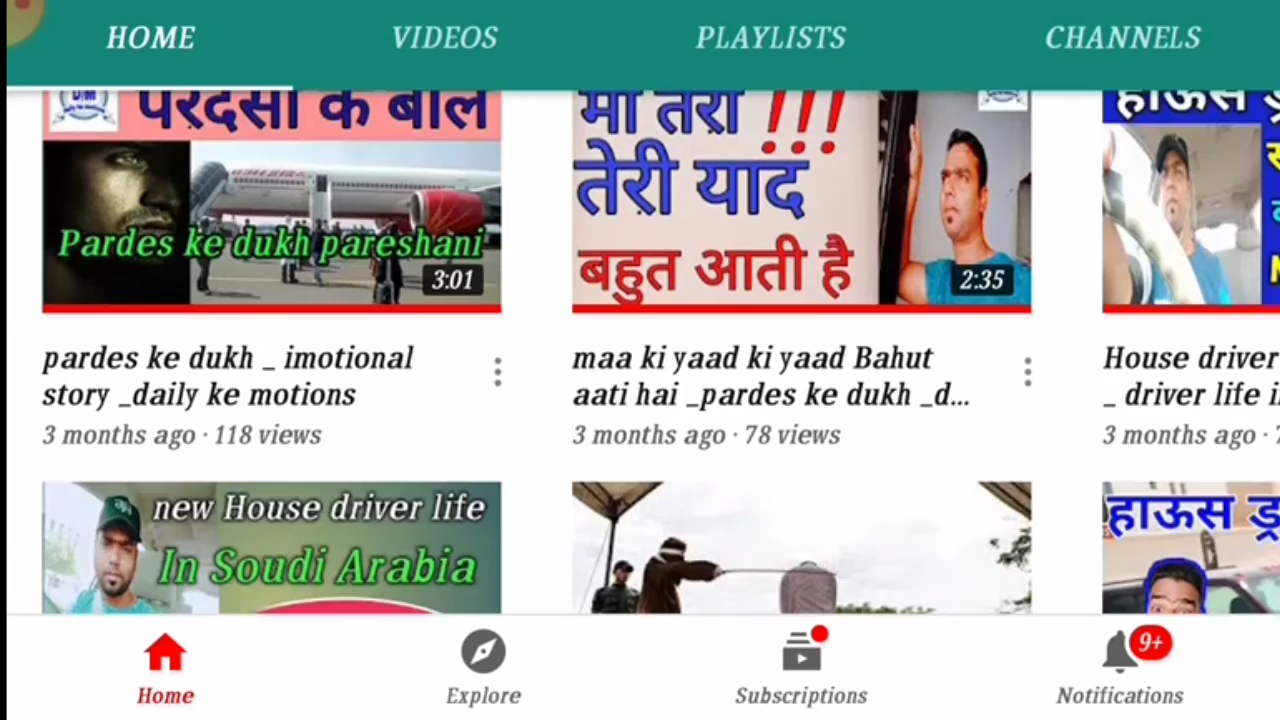 HOME VIDEOS PLAYLISTS CHANNELS
परदेसी के बोल
Pardes ke dukh pareshani
3:01
माँ तेरी !!!
तेरी याद
बहुत आती है
2:35
हाऊस
pardes ke dukh _ imotional
story _daily ke motions
3 months ago · 118 views
maa ki yaad ki yaad Bahut
aati hai _pardes ke dukh _d...
3 months ago · 78 views
House driver
_ driver life i
3 months ago · 7
new House driver life
In Soudi Arabia
हाऊस ड्र
Home Explore Subscriptions Notifications
9+